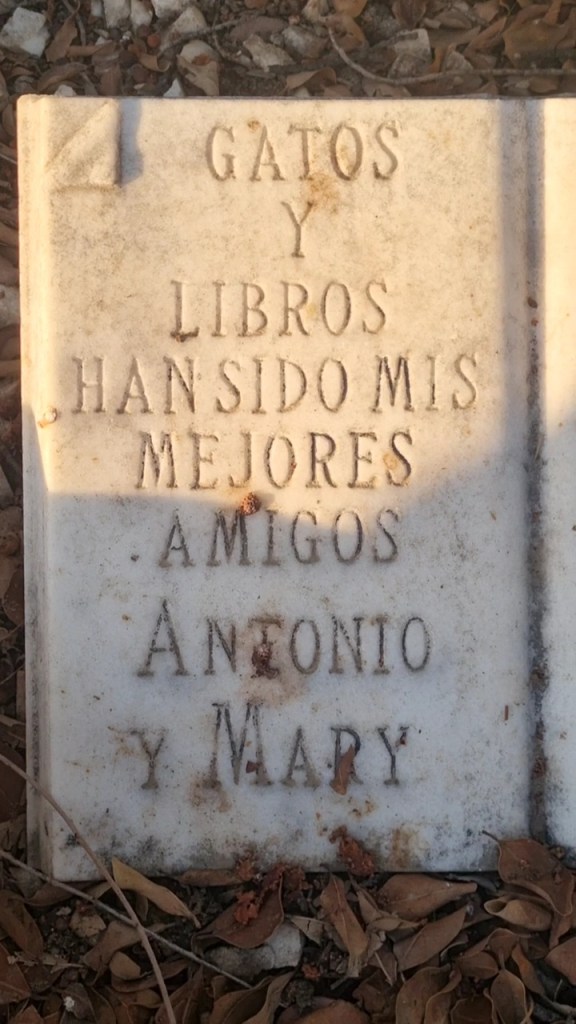 GATOS
Y
LIBROS
HAN SIDO MIS
MEJORES
AMIGOS
ANTONIO
Y MARY